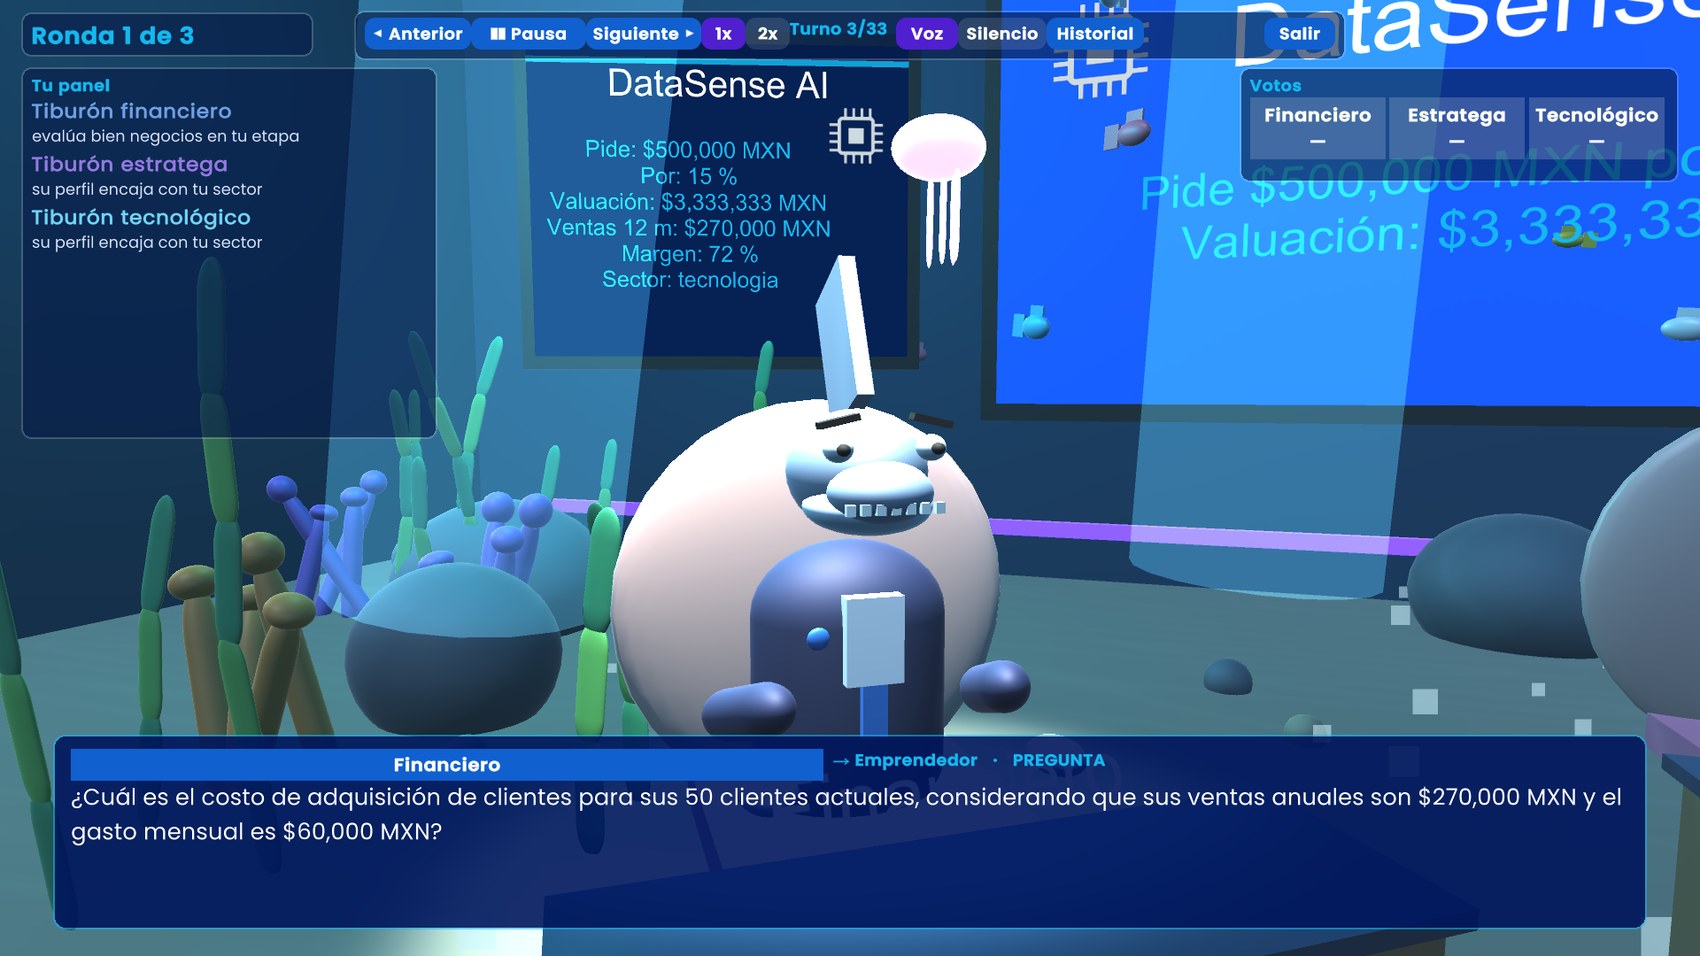 Ronda 1 de 3
Anterior
Pausa
Siguiente
1x
2x
Turno 3/33
Voz
Silencio
Historial
Salir
Tu panel
Tiburón financiero
evalúa bien negocios en tu etapa
Tiburón estratega
su perfil encaja con tu sector
Tiburón tecnológico
su perfil encaja con tu sector
DataSense AI
Pide: $500,000 MXN
Por: 15 %
Valuación: $3,333,333 MXN
Ventas 12 m: $270,000 MXN
Margen: 72 %
Sector: tecnologia
DataSense
Pide $500,000 MXN
Valuación: $3,333,33
Votos
Financiero
Estratega
Tecnológico
—
—
—
Financiero
→ Emprendedor · PREGUNTA
¿Cuál es el costo de adquisición de clientes para sus 50 clientes actuales, considerando que sus ventas anuales son $270,000 MXN y el
gasto mensual es $60,000 MXN?